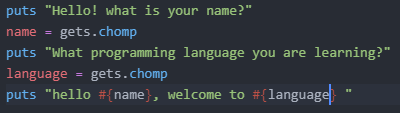 puts "Hello! what is your name?"
name = gets.chomp
puts "What programming language you are learning?"
language = gets.chomp
puts "hello #{name}, welcome to #{language} "